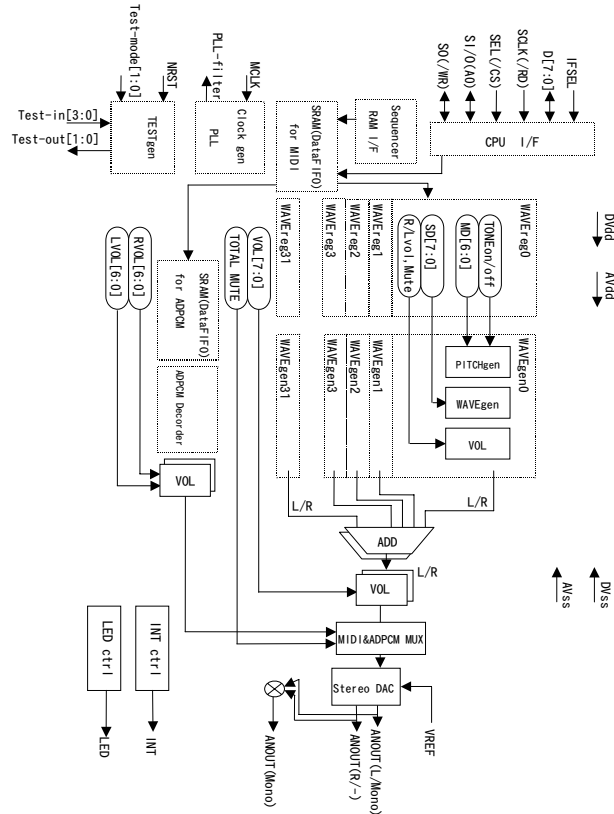 Test-mode[1:0]
NRST
TESTgen
Test-in[3:0]
Test-out[1:0]
PLL-filter
MCLK
Clock gen
PLL
SRAM(DataFIFO)
for MIDI
Sequencer
RAM I/F
SO(/WR)
SI/O(A0)
SEL(/CS)
SCLK(/RD)
D[7:0]
IFSEL
CPU I/F
DVdd
AVdd
LVOL[6:0]
RVOL[6:0]
SRAM(DataFIFO)
for ADPCM
ADPCM Decorder
TOTAL MUTE
VOL[7:0]
WAVEreg31
WAVEreg3
WAVEreg2
WAVEreg1
WAVEreg0
R/Lvol.Mute
SD[7:0]
MD[6:0]
TONEon/off
WAVEgen31
WAVEgen3
WAVEgen2
WAVEgen1
WAVEgen0
PITCHgen
WAVEgen
VOL
VOL
L/R
L/R
ADD
L/R
VOL
AVss
DVss
MIDI&ADPCM MUX
Stereo DAC
VREF
LED ctrl
INT ctrl
LED
INT
ANOUT(Mono)
ANOUT(R/-)
ANOUT(L/Mono)